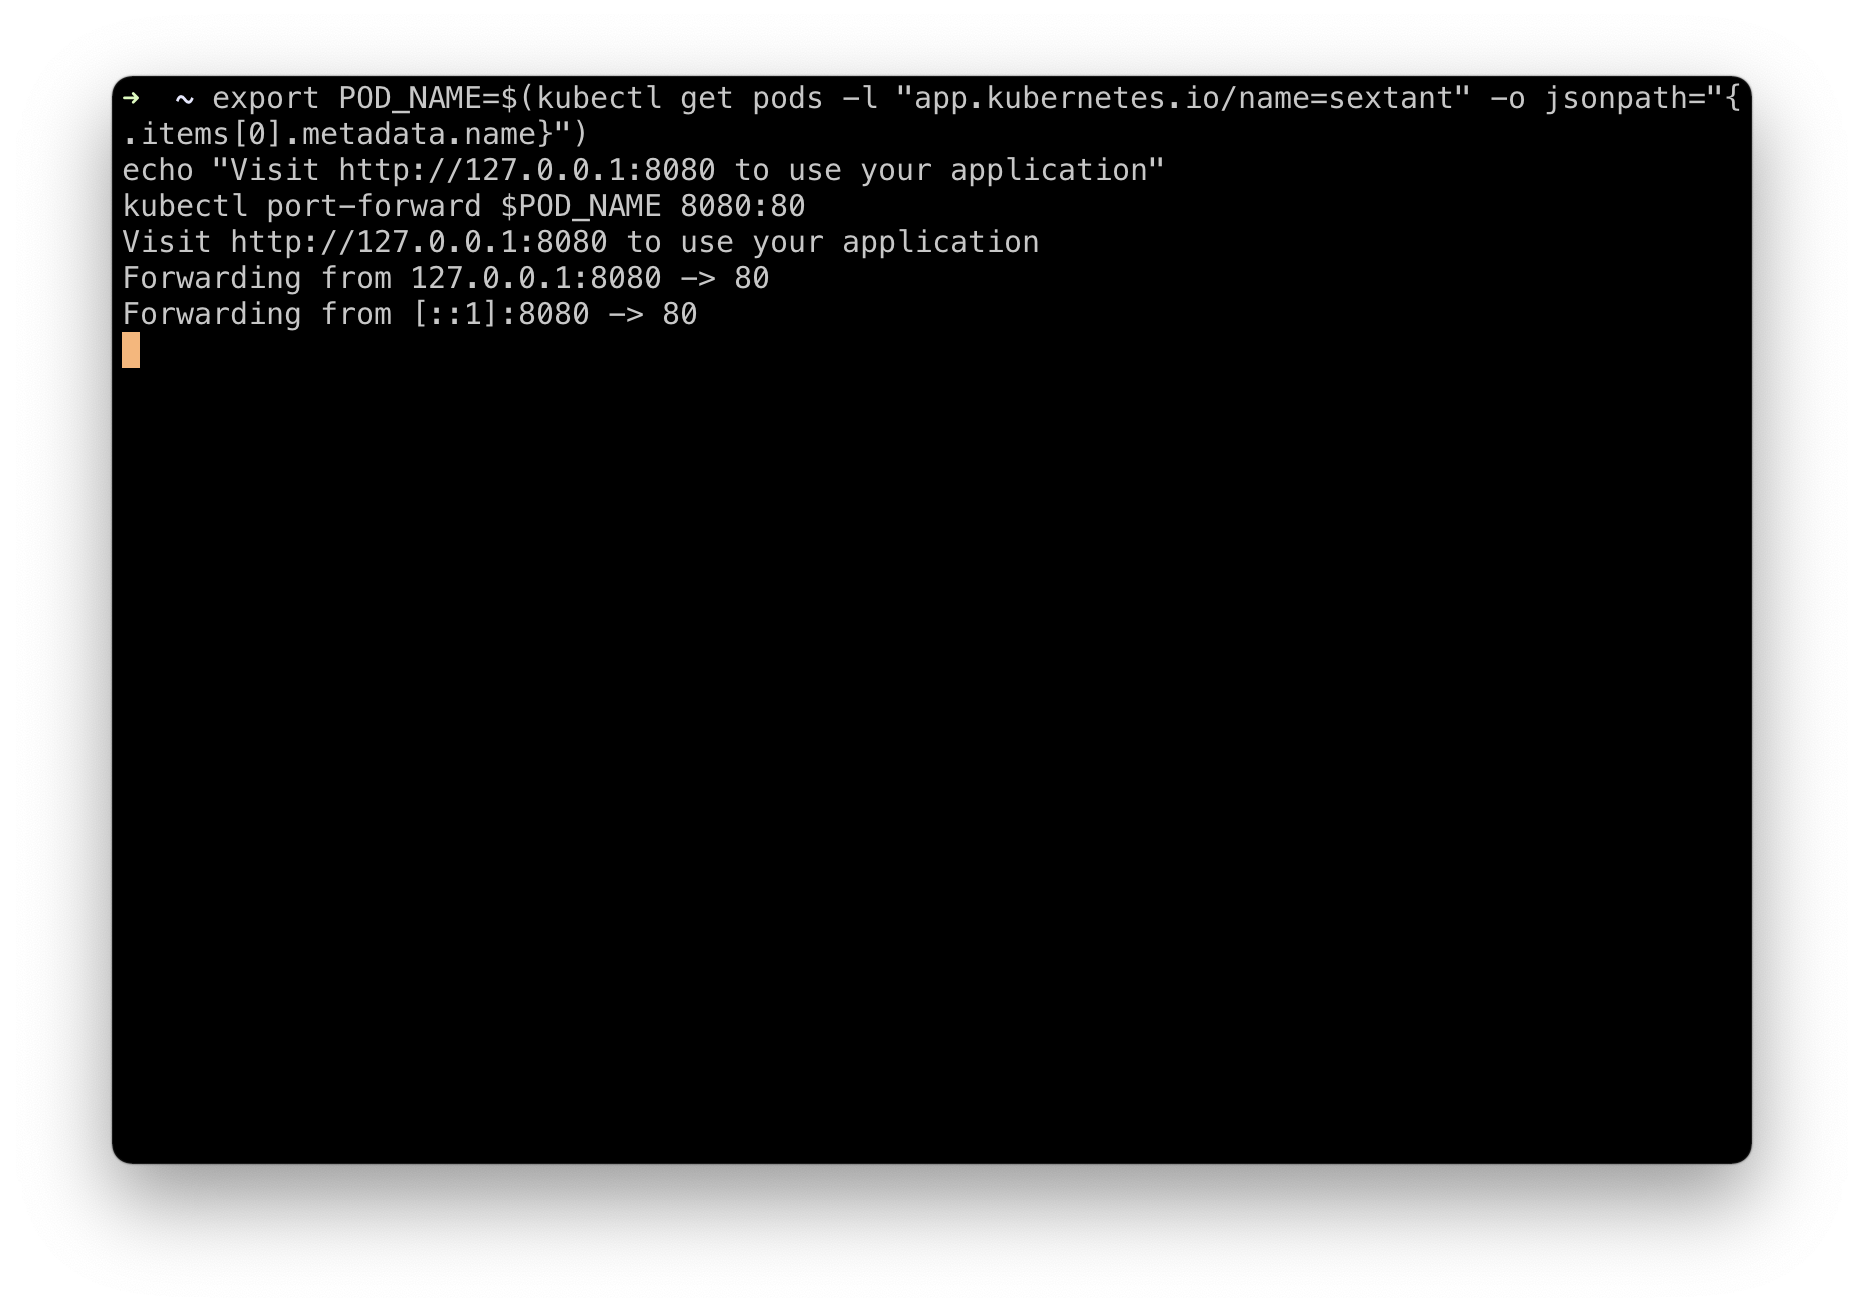 ➜  ~ export POD_NAME=$(kubectl get pods -l "app.kubernetes.io/name=sextant" -o jsonpath="{
.items[0].metadata.name}")
echo "Visit http://127.0.0.1:8080 to use your application"
kubectl port-forward $POD_NAME 8080:80
Visit http://127.0.0.1:8080 to use your application
Forwarding from 127.0.0.1:8080 -> 80
Forwarding from [::1]:8080 -> 80